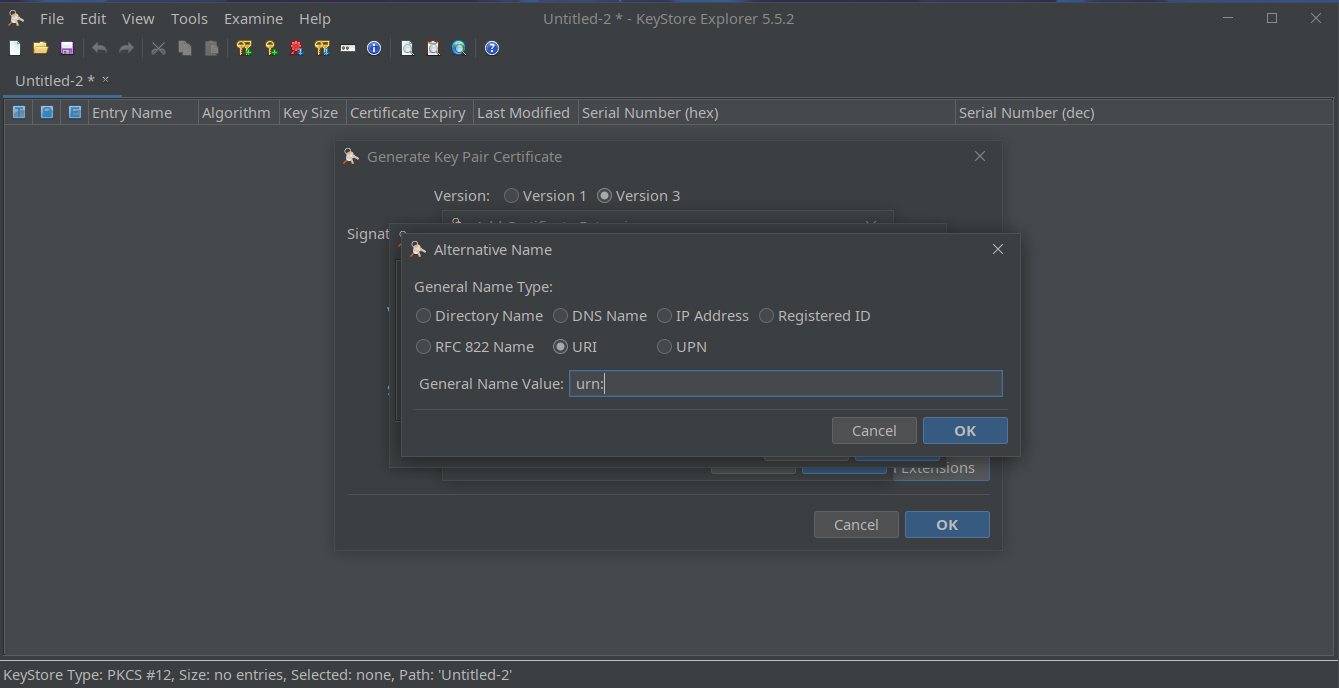 File Edit View Tools Examine Help Untitled-2 * - KeyStore Explorer 5.5.2
Untitled-2 *
Entry Name Algorithm Key Size Certificate Expiry Last Modified Serial Number (hex) Serial Number (dec)
Generate Key Pair Certificate
Version: Version 1 Version 3
Signat
Alternative Name
General Name Type:
Directory Name DNS Name IP Address Registered ID
RFC 822 Name URI UPN
General Name Value: urn:
Cancel OK
Extensions
Cancel OK
KeyStore Type: PKCS #12, Size: no entries, Selected: none, Path: 'Untitled-2'